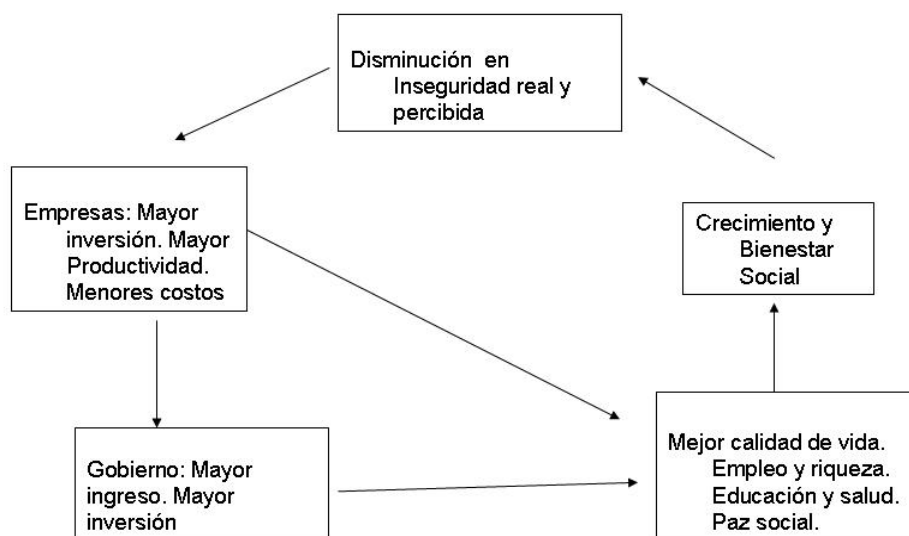 Disminución en
Inseguridad real y
percibida
Empresas: Mayor
inversión. Mayor
Productividad.
Menores costos
Crecimiento y
Bienestar
Social
Gobierno: Mayor
ingreso. Mayor
inversión
Mejor calidad de vida.
Empleo y riqueza.
Educación y salud.
Paz social.